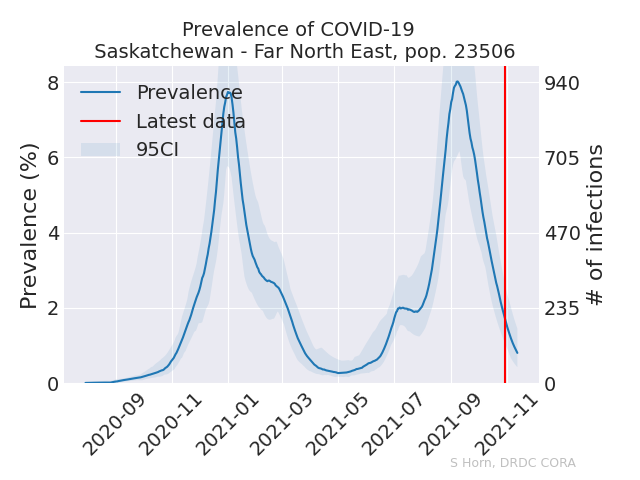 Prevalence of COVID-19
Saskatchewan - Far North East, pop. 23506
Prevalence (%)
8
6
4
2
0
Prevalence
Latest data
95CI
940
705
470
235
0
# of infections
2020-09
2020-11
2021-01
2021-03
2021-05
2021-07
2021-09
2021-11
S Horn, DRDC CORA